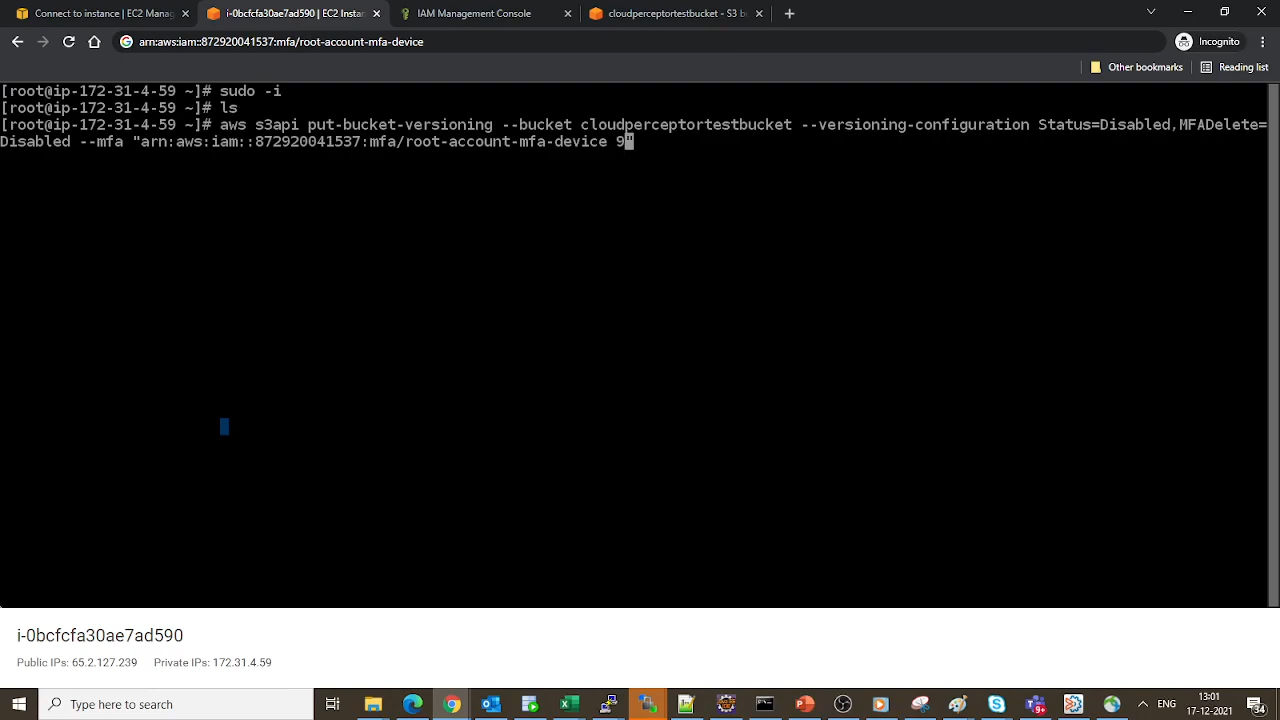 Connect to instance | EC2 Manag
i-0bcfcfa30ae7ad590 | EC2 Instan
IAM Management Console
cloudperceptortestbucket - S3 b
arn:aws:iam::872920041537:mfa/root-account-mfa-device
Incognito
Other bookmarks
Reading list
[root@ip-172-31-4-59 ~]# sudo -i
[root@ip-172-31-4-59 ~]# ls
[root@ip-172-31-4-59 ~]# aws s3api put-bucket-versioning --bucket cloudperceptortestbucket --versioning-configuration Status=Disabled,MFADelete=
Disabled --mfa "arn:aws:iam::872920041537:mfa/root-account-mfa-device 9"
i-0bcfcfa30ae7ad590
Public IPs: 65.2.127.239 Private IPs: 172.31.4.59
Type here to search
9+
ENG
13:01
17-12-2021